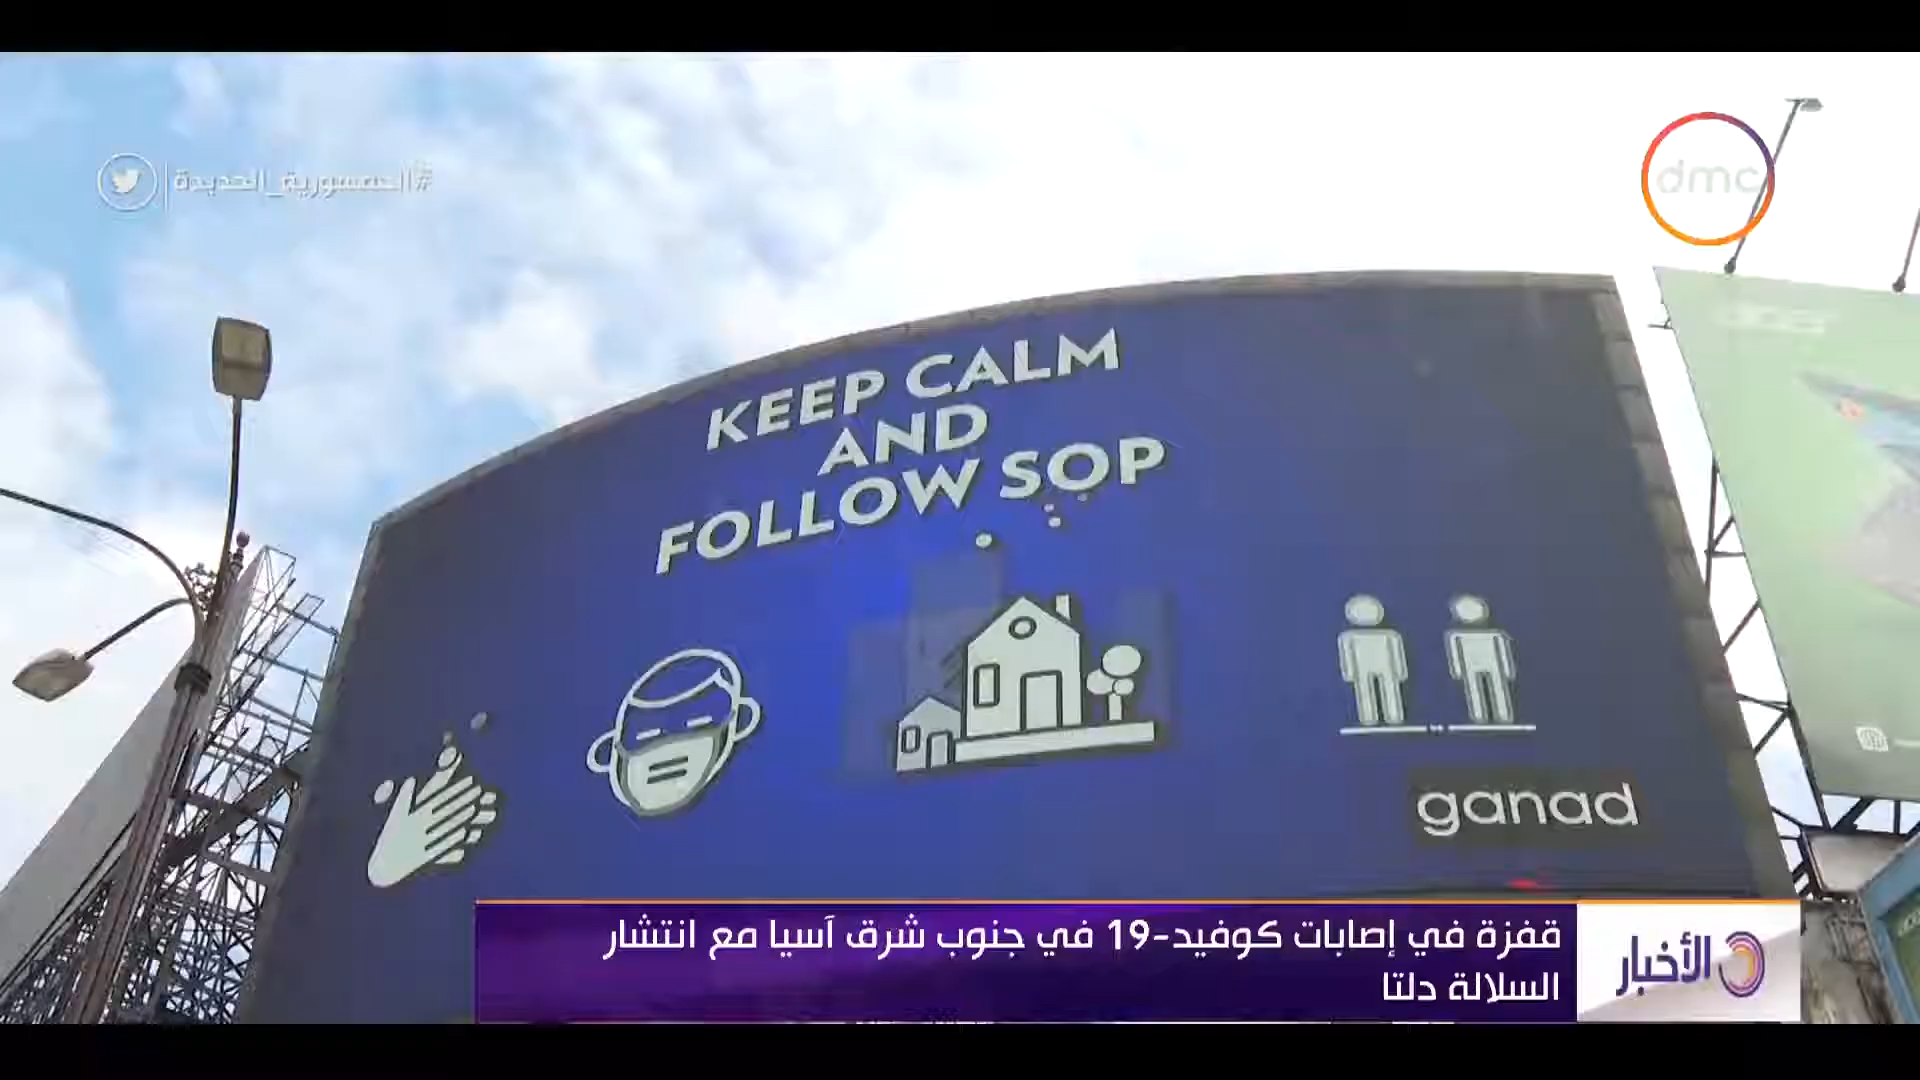 #الجمهورية_الجديدة
dmc
KEEP CALM
AND
FOLLOW SOP
ganad
قفزة في إصابات كوفيد-19 في جنوب شرق آسيا مع انتشار
السلالة دلتا
الأخبار